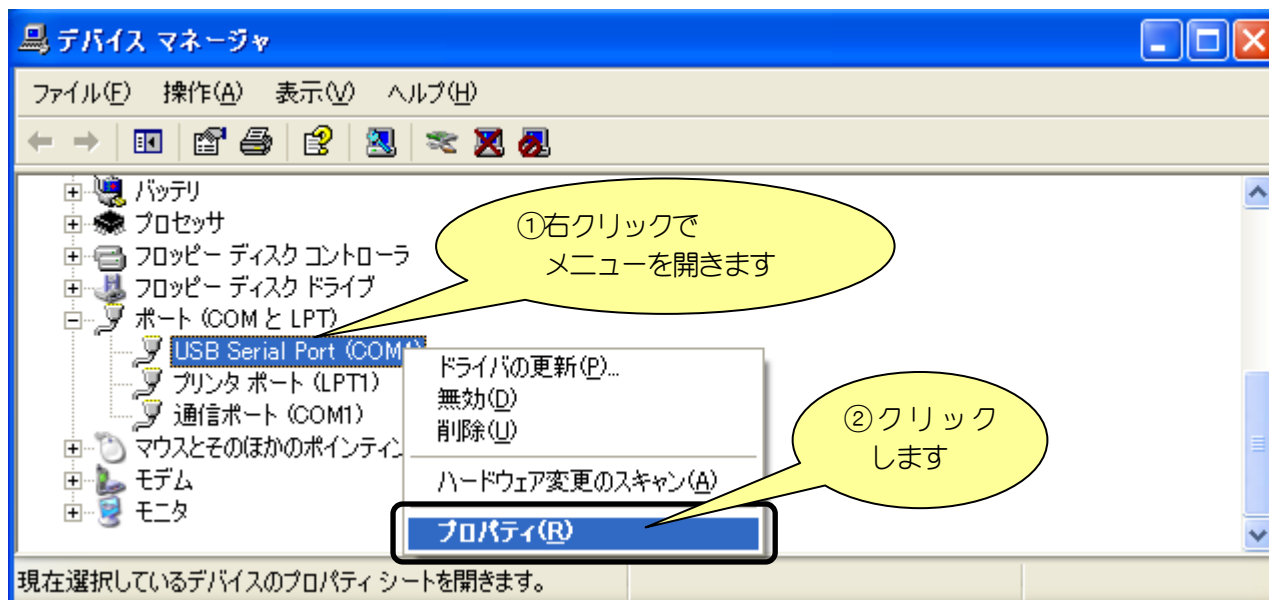 デバイス マネージャ
ファイル(F) 操作(A) 表示(V) ヘルプ(H)
バッテリ
プロセッサ
フロッピー ディスク コントローラ
フロッピー ディスク ドライブ
ポート (COM と LPT)
USB Serial Port (COM
プリンタ ポート (LPT1)
通信ポート (COM1)
マウスとそのほかのポインティン
モデム
モニタ
①右クリックで
メニューを開きます
ドライバの更新(P)...
無効(D)
削除(U)
ハードウェア変更のスキャン(A)
プロパティ(R)
②クリック
します
現在選択しているデバイスのプロパティ シートを開きます。